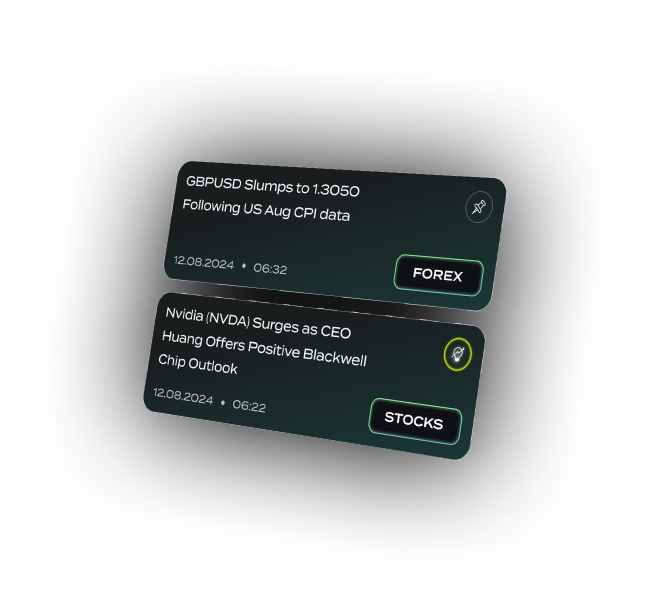 GBPUSD Slumps to 1.3050
Following US Aug CPI data
12.08.2024 • 06:32
FOREX
Nvidia (NVDA) Surges as CEO
Huang Offers Positive Blackwell
Chip Outlook
12.08.2024 • 06:22
STOCKS